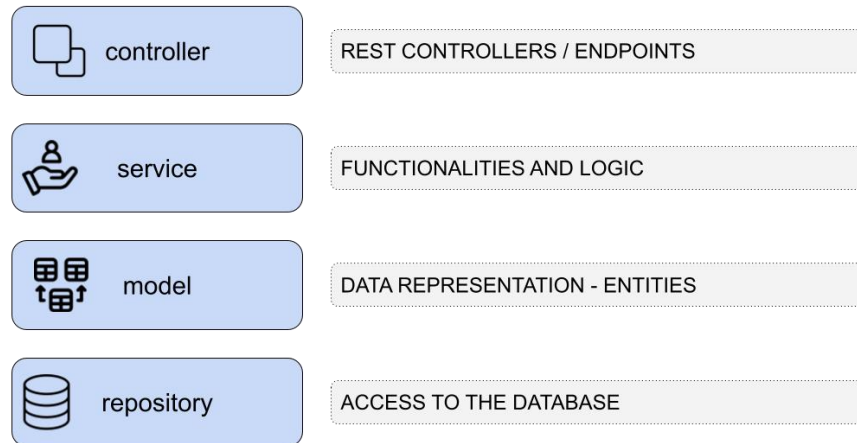 controller
REST CONTROLLERS / ENDPOINTS
service
FUNCTIONALITIES AND LOGIC
model
DATA REPRESENTATION - ENTITIES
repository
ACCESS TO THE DATABASE